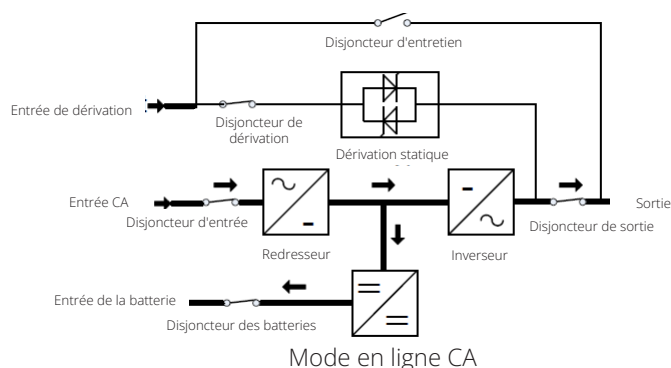 Disjoncteur d'entretien
Entrée de dérivation
Disjoncteur de
dérivation
Dérivation statique
Entrée CA
Disjoncteur d'entrée
Sortie
Disjoncteur de sortie
Redresseur
Inverseur
Entrée de la batterie
Disjoncteur des batteries
Mode en ligne CA